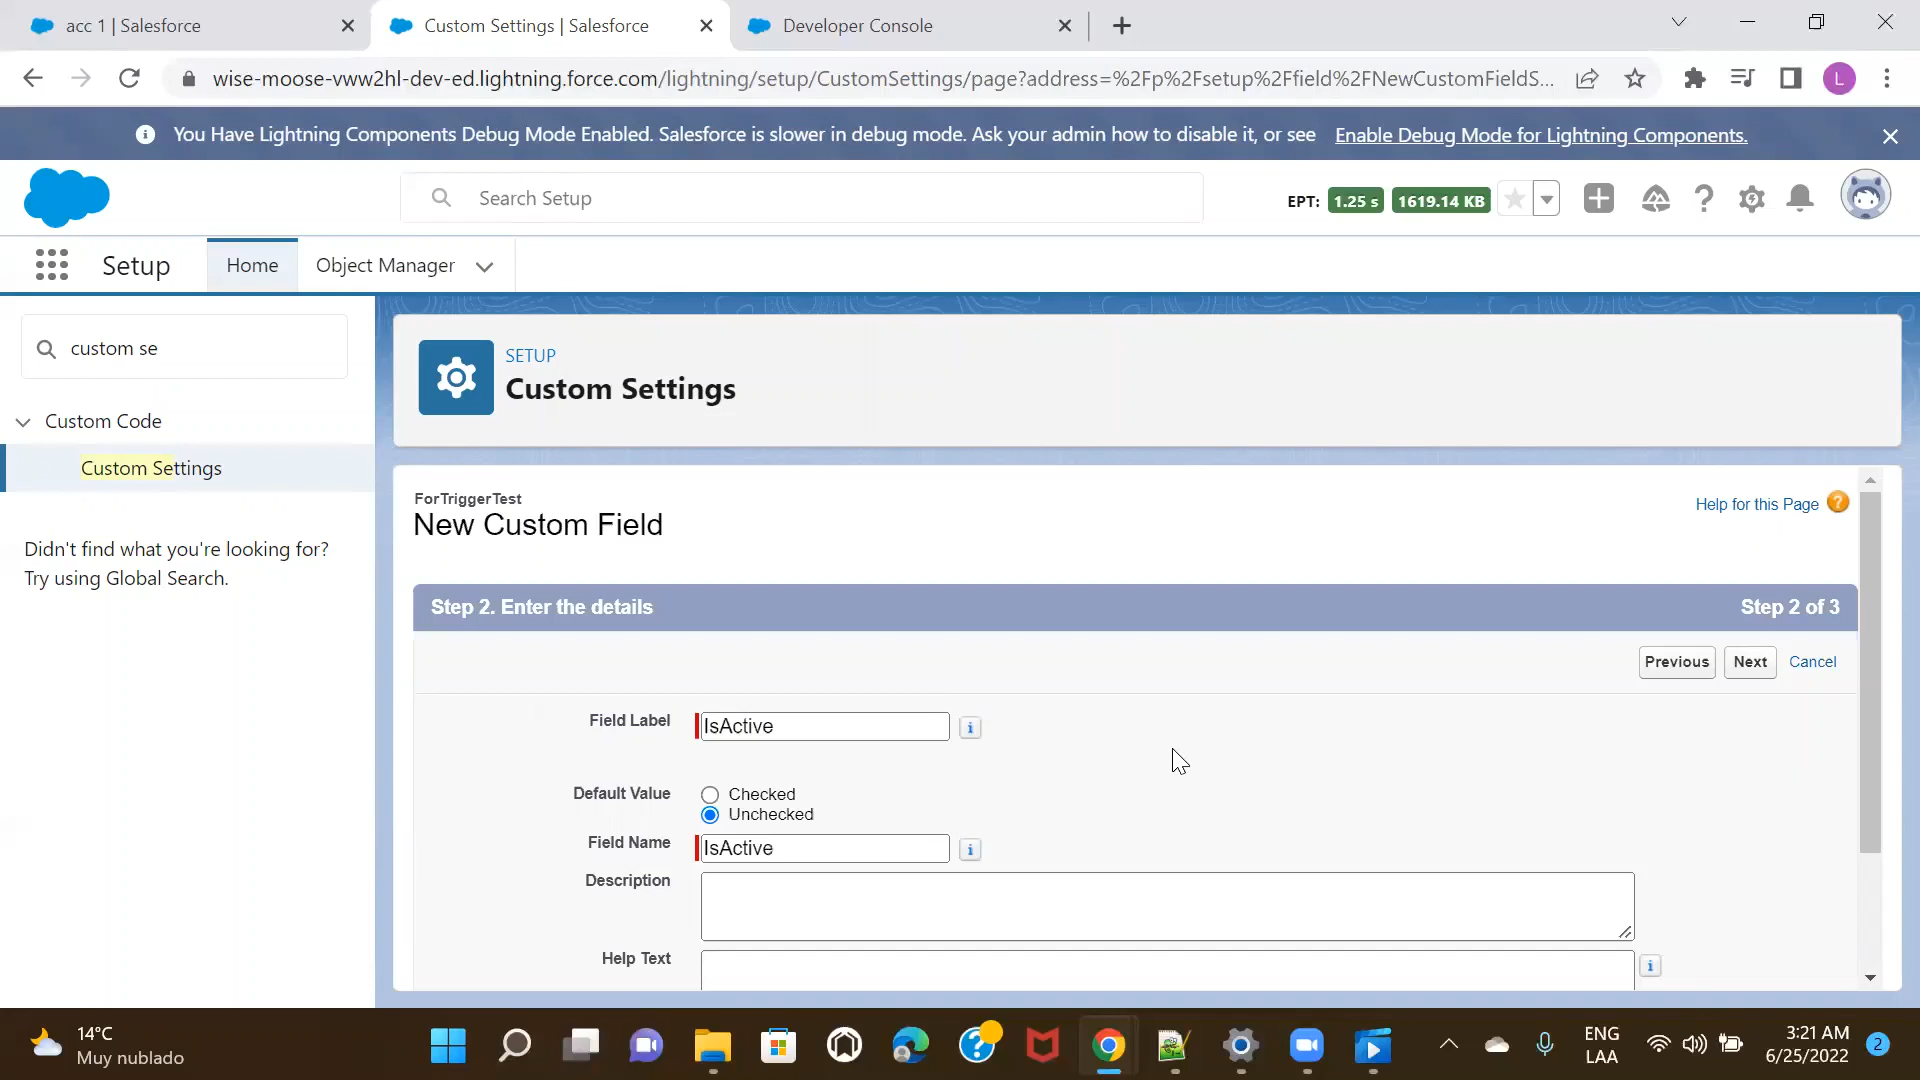 acc 1 | Salesforce
Custom Settings | Salesforce
Developer Console
wise-moose-vww2hl-dev-ed.lightning.force.com/lightning/setup/CustomSettings/page?address=%2Fp%2Fsetup%2Ffield%2FNewCustomFieldS...
L
You Have Lightning Components Debug Mode Enabled. Salesforce is slower in debug mode. Ask your admin how to disable it, or see Enable Debug Mode for Lightning Components.
Search Setup
EPT: 1.25 s 1619.14 KB
Setup
Home
Object Manager
custom se
Custom Code
Custom Settings
Didn't find what you're looking for?
Try using Global Search.
SETUP
Custom Settings
ForTriggerTest
New Custom Field
Help for this Page
Step 2. Enter the details
Step 2 of 3
Previous
Next
Cancel
Field Label
IsActive
Default Value
Checked
Unchecked
Field Name
IsActive
Description
Help Text
14°C
Muy nublado
ENG
LAA
3:21 AM
6/25/2022
2